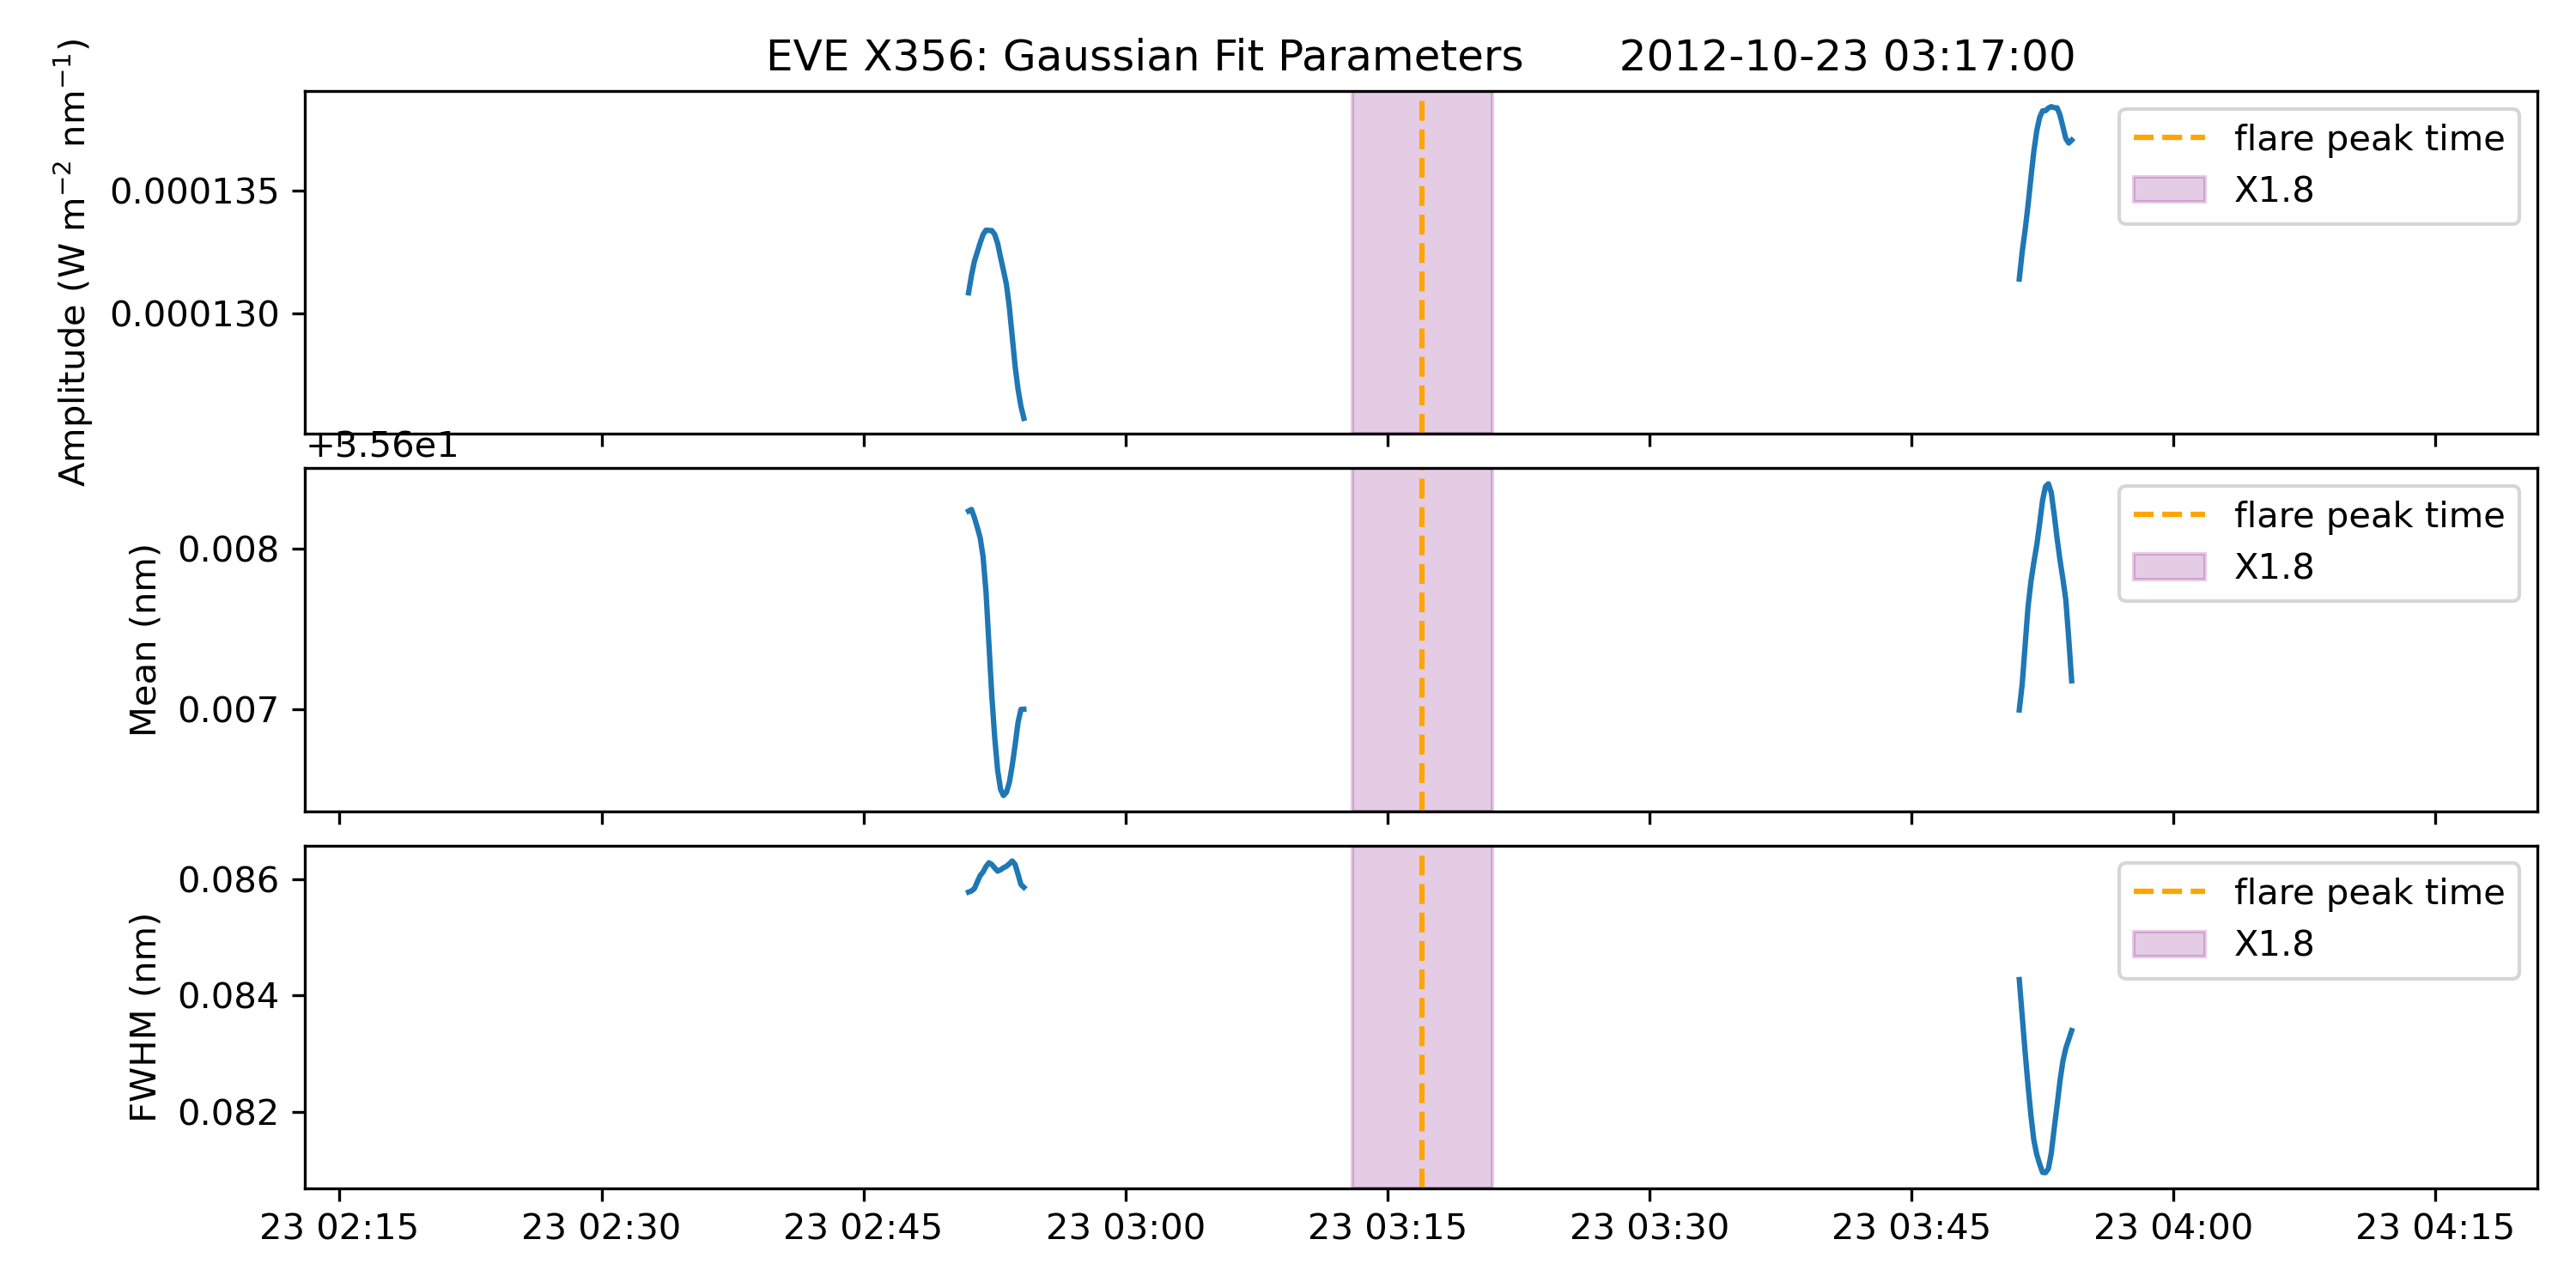 EVE X356: Gaussian Fit Parameters 2012-10-23 03:17:00
Amplitude (W m⁻² nm⁻¹)
0.000135
0.000130
flare peak time
X1.8
+3.56e1
Mean (nm)
0.008
0.007
flare peak time
X1.8
FWHM (nm)
0.086
0.084
0.082
flare peak time
X1.8
23 02:15 23 02:30 23 02:45 23 03:00 23 03:15 23 03:30 23 03:45 23 04:00 23 04:15